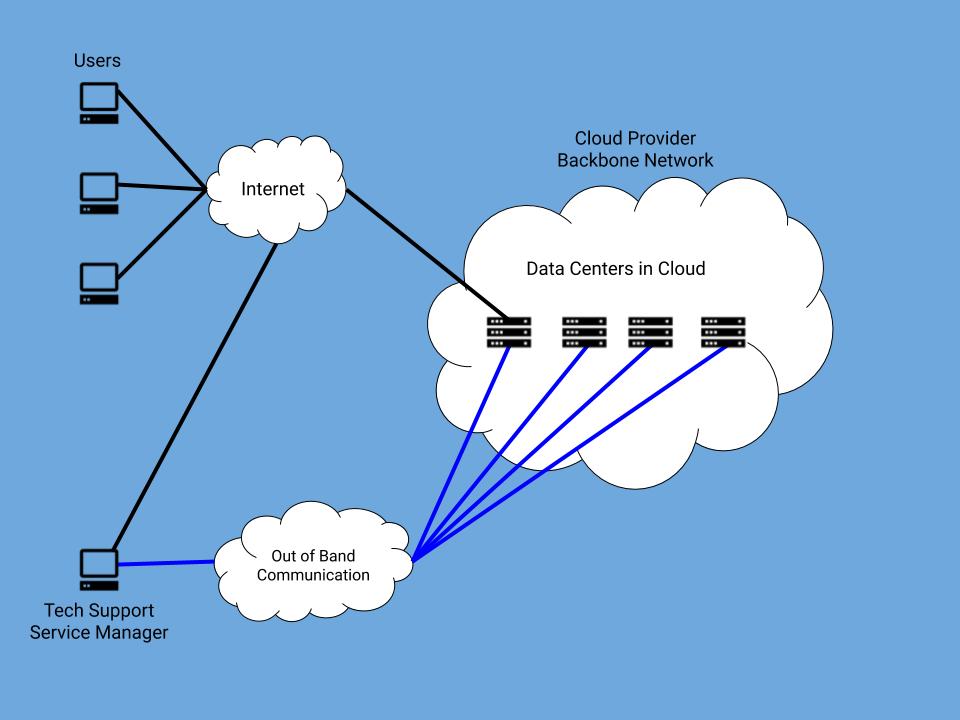 Users
Cloud Provider
Backbone Network
Internet
Data Centers in Cloud
Out of Band
Communication
Tech Support
Service Manager